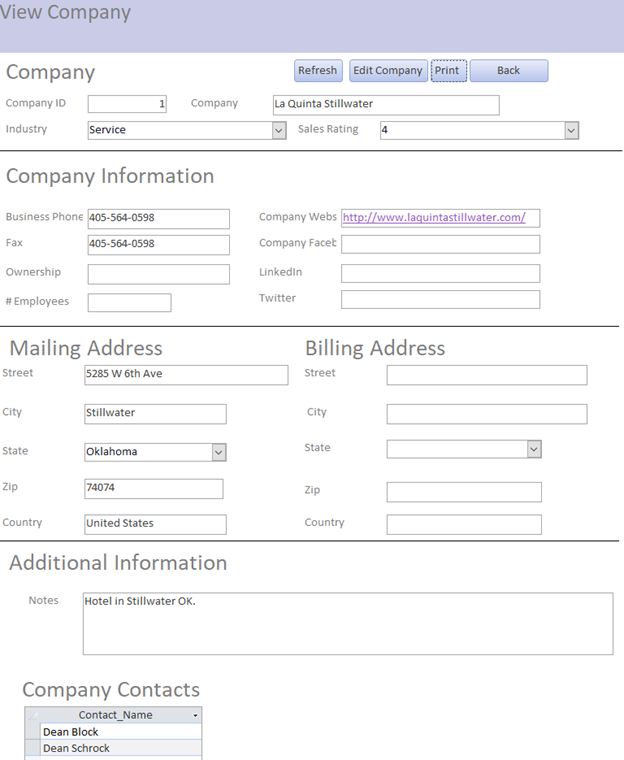 View Company
Company
Refresh Edit Company Print Back
Company ID 1 Company La Quinta Stillwater
Industry Service Sales Rating 4
Company Information
Business Phone 405-564-0598 Company Webs http://www.laquintastillwater.com/
Fax 405-564-0598 Company Faceb
Ownership LinkedIn
# Employees Twitter
Mailing Address Billing Address
Street 5285 W 6th Ave Street
City Stillwater City
State Oklahoma State
Zip 74074 Zip
Country United States Country
Additional Information
Notes Hotel in Stillwater OK.
Company Contacts
Contact_Name
Dean Block
Dean Schrock